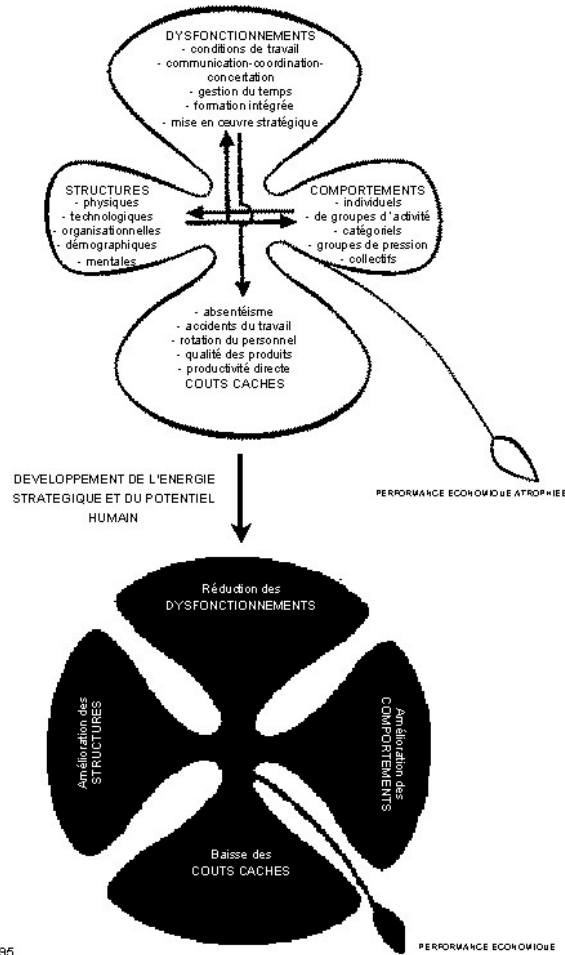 DYSFONCTIONNEMENTS
- conditions de travail
- communication-coordination-
concertation
- gestion du temps
- formation intégrée
- mise en œuvre stratégique
STRUCTURES
- physiques
- technologiques
- organisationnelles
- démographiques
- mentales
COMPORTEMENTS
- individuels
- de groupes d'activité
- catégoriels
- groupes de pression
- collectifs
- absentéisme
- accidents du travail
- rotation du personnel
- qualité des produits
- productivité directe
COUTS CACHES
PERFORMANCE ECONOMIQUE ATROPHIEE
DEVELOPPEMENT DE L'ENERGIE
STRATEGIQUE ET DU POTENTIEL
HUMAIN
Réduction des
DYSFONCTIONNEMENTS
Amélioration des
STRUCTURES
Amélioration des
COMPORTEMENTS
Baisse des
COUTS CACHES
PERFORMANCE ECONOMIQUE